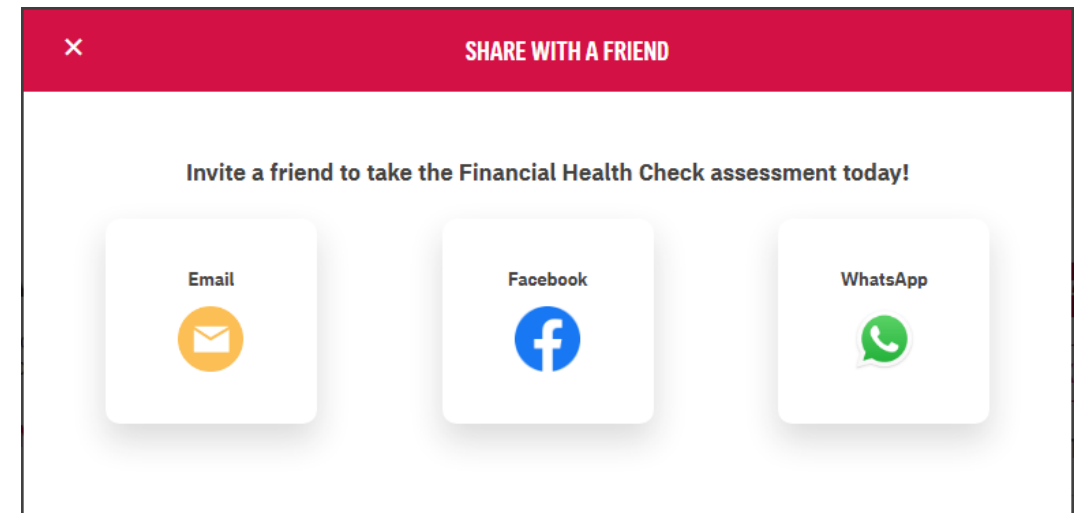 SHARE WITH A FRIEND
Invite a friend to take the Financial Health Check assessment today!
Email
Facebook
WhatsApp